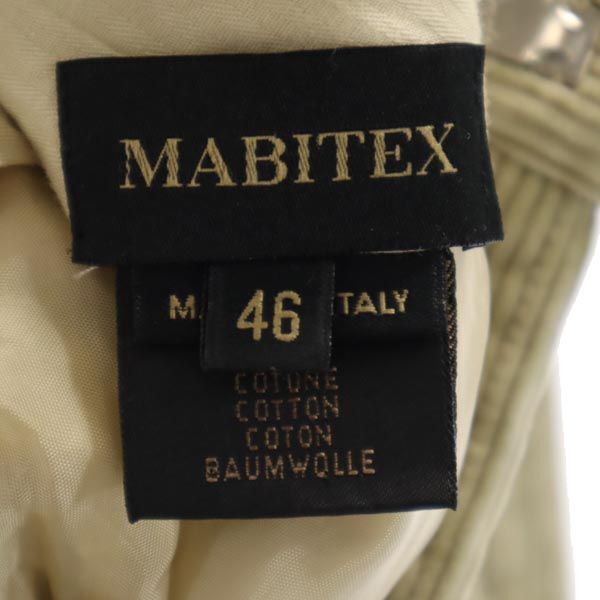 MABITEX
M 46 TALY
COTONE
COTTON
COTON
BAUMWOLLE